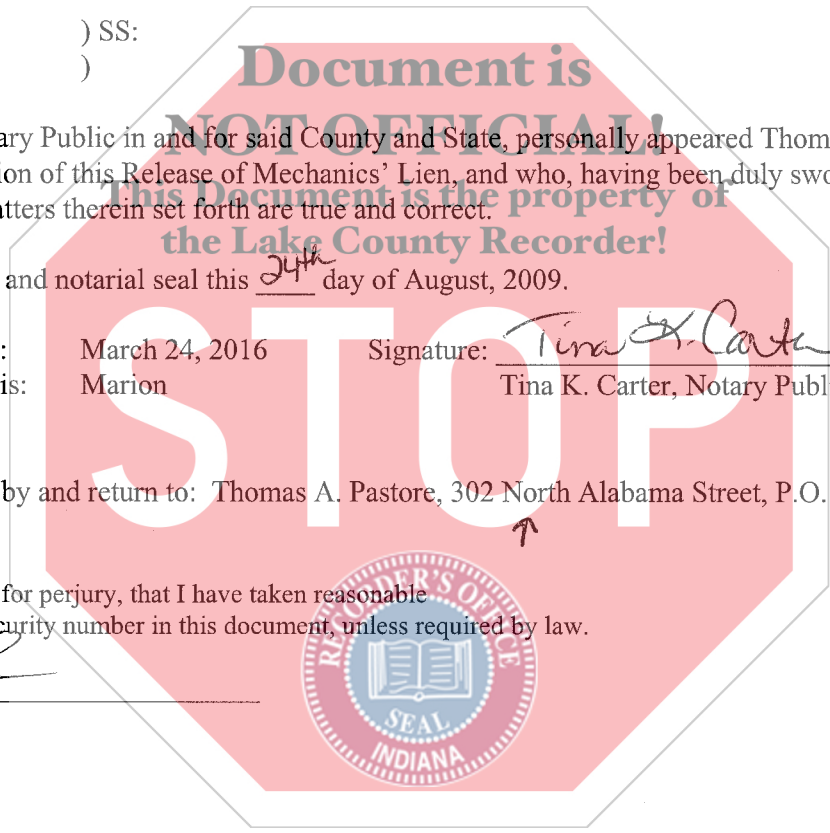 ) SS:
)
Document is
NOT OFFICIAL!
This Document is the property of
the Lake County Recorder!
ary Public in and for said County and State, personally appeared Thom
ion of this Release of Mechanics' Lien, and who, having been duly swo
atters therein set forth are true and correct.
and notarial seal this 24th day of August, 2009.
: March 24, 2016 Signature: Tina K. Carter
is: Marion Tina K. Carter, Notary Publ
STOP
by and return to: Thomas A. Pastore, 302 North Alabama Street, P.O.
for perjury, that I have taken reasonable
curity number in this document, unless required by law.
RECORDER'S OFFICE
SEAL
INDIANA